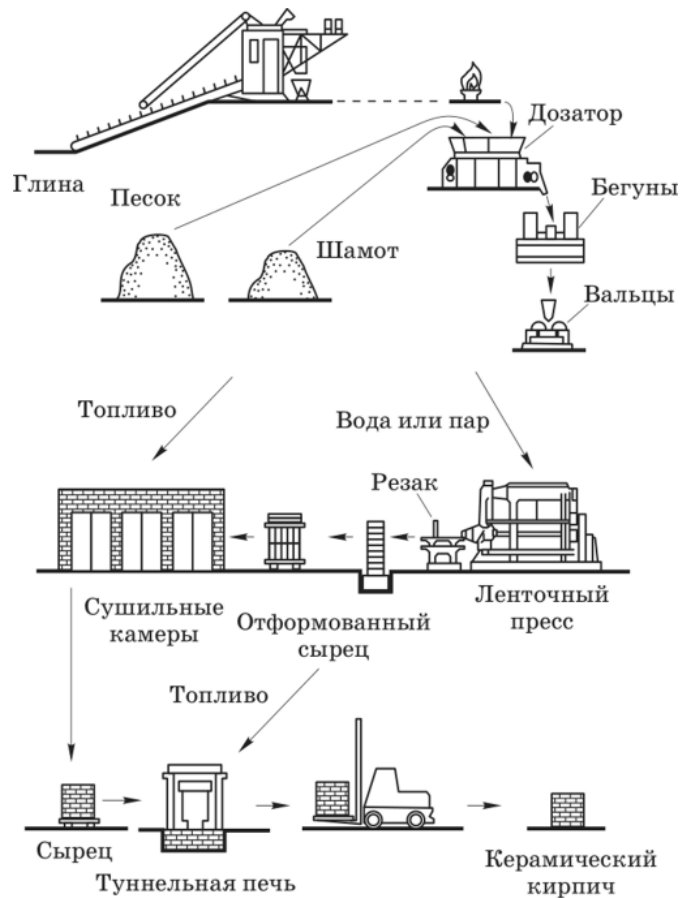 Дозатор
Глина
Бегуны
Песок
Шамот
Вальцы
Топливо
Вода или пар
Резак
Сушильные
камеры
Отформованный
сырец
Ленточный
пресс
Топливо
Сырец
Туннельная печь
Керамический
кирпич